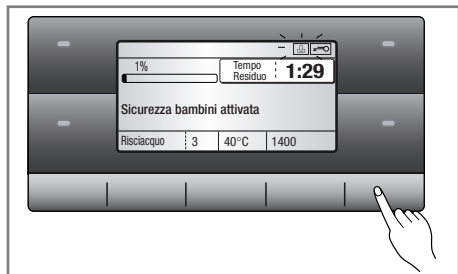 1%
Tempo
Residuo
1:29
Sicurezza bambini attivata
Risciacquo 3 40°C 1400